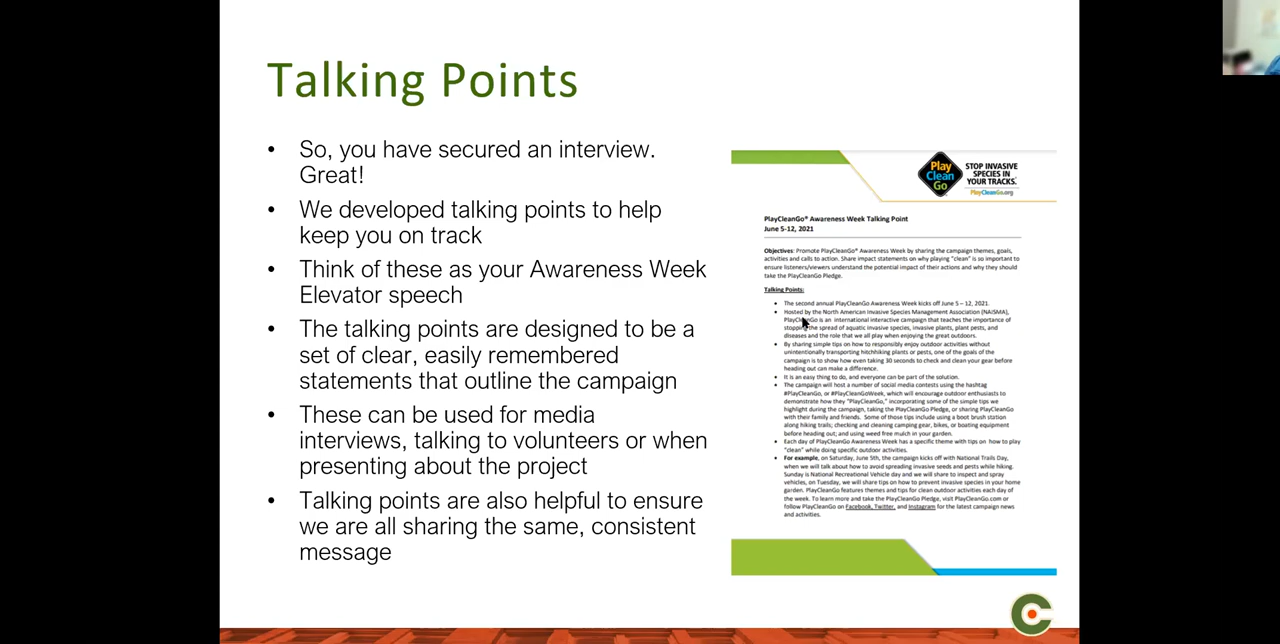 Talking Points
• So, you have secured an interview.
Great!
• We developed talking points to help
keep you on track
• Think of these as your Awareness Week
Elevator speech
• The talking points are designed to be a
set of clear, easily remembered
statements that outline the campaign
• These can be used for media
interviews, talking to volunteers or when
presenting about the project
• Talking points are also helpful to ensure
we are all sharing the same, consistent
message
Play
Clean
Go
STOP INVASIVE
SPECIES IN
YOUR TRACKS.
PlayCleanGo.org
PlayCleanGo® Awareness Week Talking Point
June 5-12, 2021
Objectives: Promote PlayCleanGo® Awareness Week by sharing the campaign themes, goals,
activities and calls to action. Share impact statements on why playing "clean" is so important to
ensure listeners/viewers understand the potential impact of their actions and why they should
take the PlayCleanGo Pledge.
Talking Points:
• The second annual PlayCleanGo Awareness Week kicks off June 5 – 12, 2021.
• Hosted by the North American Invasive Species Management Association (NAISMA),
PlayCleanGo is an international interactive campaign that teaches the importance of
stopping the spread of aquatic invasive species, invasive plants, plant pests, and
diseases and the role that we all play when enjoying the great outdoors.
• By sharing simple tips on how to responsibly enjoy outdoor activities without
unintentionally transporting hitchhiking plants or pests, one of the goals of the
campaign is to show how even taking 30 seconds to check and clean your gear before
heading out can make a difference.
• It is an easy thing to do, and everyone can be part of the solution.
• The campaign will host a number of social media contests using the hashtag
#PlayCleanGo, or #PlayCleanGoWeek, which will encourage outdoor enthusiasts to
demonstrate how they "PlayCleanGo," incorporating some of the simple tips we
highlight during the campaign, taking the PlayCleanGo Pledge, or sharing PlayCleanGo
with their family and friends. Some of those tips include using a boot brush station
along hiking trails; checking and cleaning camping gear, bikes, or boating equipment
before heading out; and using weed free mulch in your garden.
• Each day of PlayCleanGo Awareness Week has a specific theme with tips on how to play
"clean" while doing specific outdoor activities.
• For example, on Saturday, June 5th, the campaign kicks off with National Trails Day,
when we will talk about how to avoid spreading invasive seeds and pests while hiking.
Sunday is National Recreational Vehicle day and we will share to inspect and spray
vehicles, on Tuesday, we will share tips on how to prevent invasive species in your home
garden. PlayCleanGo features themes and tips for clean outdoor activities each day of
the week. To learn more and take the PlayCleanGo Pledge, visit PlayCleanGo.com or
follow PlayCleanGo on Facebook, Twitter, and Instagram for the latest campaign news
and activities.